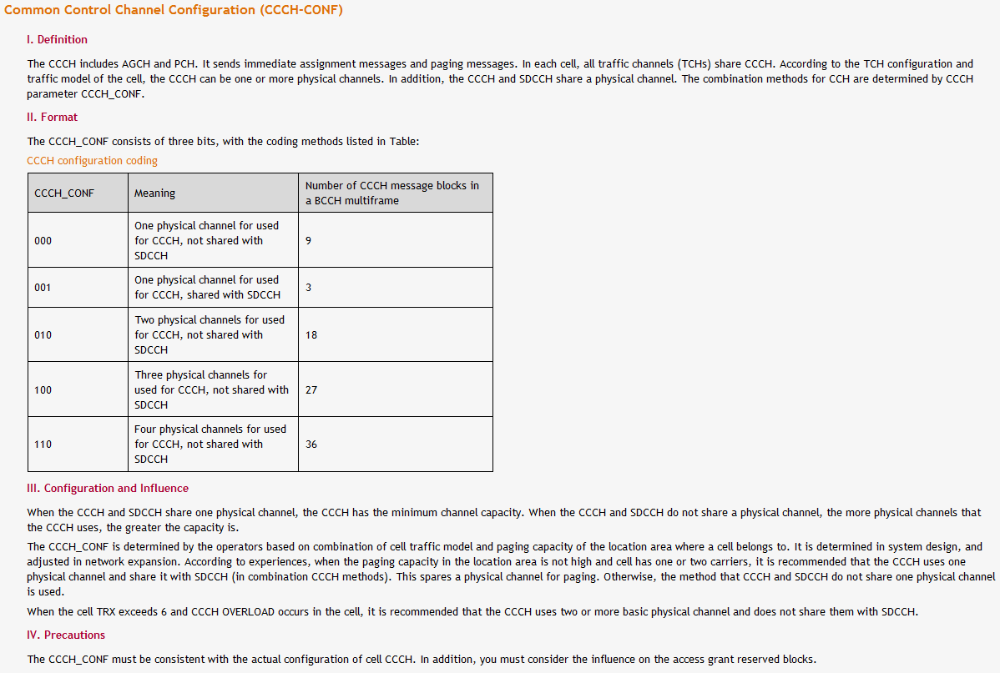 Common Control Channel Configuration (CCCH-CONF)
I. Definition
The CCCH includes AGCH and PCH. It sends immediate assignment messages and paging messages. In each cell, all traffic channels (TCHs) share CCCH. According to the TCH configuration and
traffic model of the cell, the CCCH can be one or more physical channels. In addition, the CCCH and SDCCH share a physical channel. The combination methods for CCH are determined by CCCH
parameter CCCH_CONF.
II. Format
The CCCH_CONF consists of three bits, with the coding methods listed in Table:
CCCH configuration coding
CCCH_CONF
Meaning
Number of CCCH message blocks in
a BCCH multiframe
000
One physical channel for used
for CCCH, not shared with
SDCCH
9
001
One physical channel for used
for CCCH, shared with SDCCH
3
010
Two physical channels for used
for CCCH, not shared with
SDCCH
18
100
Three physical channels for
used for CCCH, not shared with
SDCCH
27
110
Four physical channels for used
for CCCH, not shared with
SDCCH
36
III. Configuration and Influence
When the CCCH and SDCCH share one physical channel, the CCCH has the minimum channel capacity. When the CCCH and SDCCH do not share a physical channel, the more physical channels that
the CCCH uses, the greater the capacity is.
The CCCH_CONF is determined by the operators based on combination of cell traffic model and paging capacity of the location area where a cell belongs to. It is determined in system design, and
adjusted in network expansion. According to experiences, when the paging capacity in the location area is not high and cell has one or two carriers, it is recommended that the CCCH uses one
physical channel and share it with SDCCH (in combination CCCH methods). This spares a physical channel for paging. Otherwise, the method that CCCH and SDCCH do not share one physical channel
is used.
When the cell TRX exceeds 6 and CCCH OVERLOAD occurs in the cell, it is recommended that the CCCH uses two or more basic physical channel and does not share them with SDCCH.
IV. Precautions
The CCCH_CONF must be consistent with the actual configuration of cell CCCH. In addition, you must consider the influence on the access grant reserved blocks.